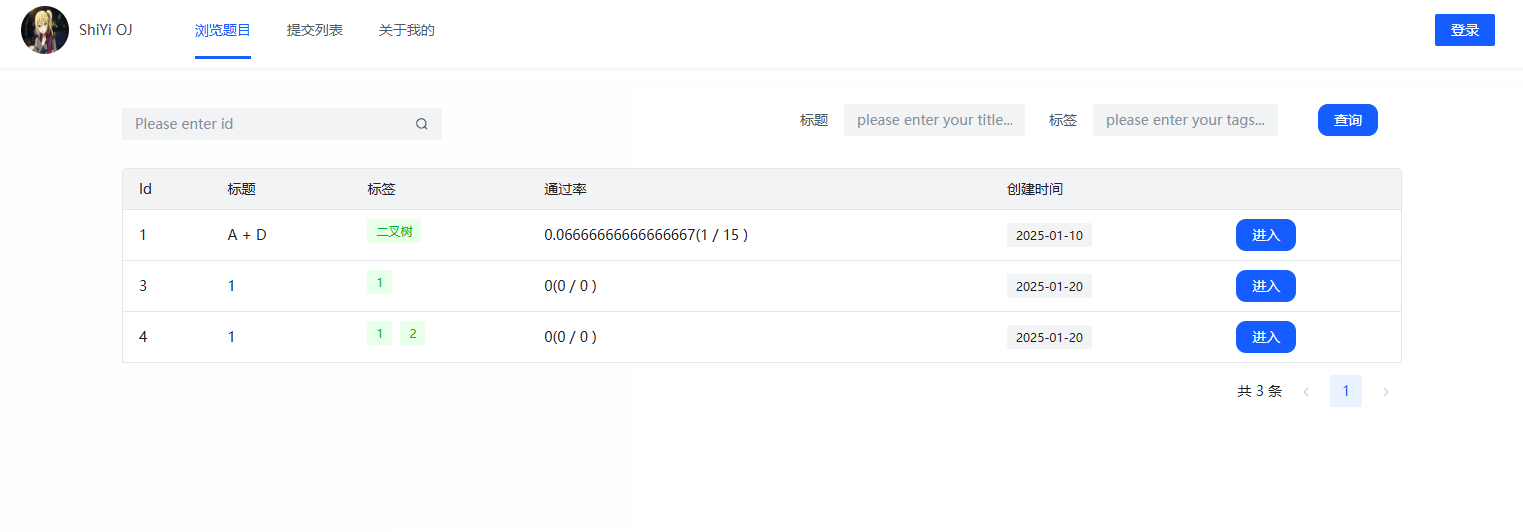 ShiYi OJ 浏览题目 提交列表 关于我的 登录
Please enter id 标题 please enter your title... 标签 please enter your tags... 查询
Id 标题 标签 通过率 创建时间
1 A + D 二叉树 0.06666666666666667(1 / 15 ) 2025-01-10 进入
3 1 1 0(0 / 0 ) 2025-01-20 进入
4 1 1 2 0(0 / 0 ) 2025-01-20 进入
共 3 条 1